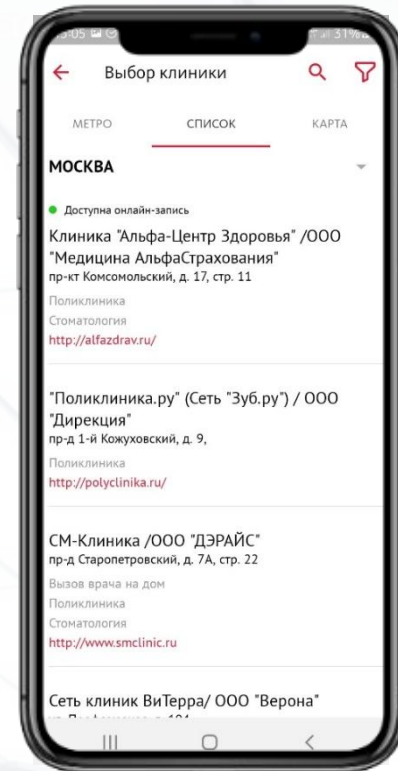 31%
Выбор клиники
МЕТРО СПИСОК КАРТА
МОСКВА
Доступна онлайн-запись
Клиника "Альфа-Центр Здоровья" /ООО
"Медицина АльфаСтрахования"
пр-кт Комсомольский, д. 17, стр. 11
Поликлиника
Стоматология
http://alfazdrav.ru/
"Поликлиника.ру" (Сеть "Зуб.ру") / ООО
"Дирекция"
пр-д 1-й Кожуховский, д. 9,
Поликлиника
http://polyclinika.ru/
СМ-Клиника /ООО "ДЭРАЙС"
пр-д Старопетровский, д. 7А, стр. 22
Вызов врача на дом
Поликлиника
Стоматология
http://www.smclinic.ru
Сеть клиник ВиТерра/ ООО "Верона"